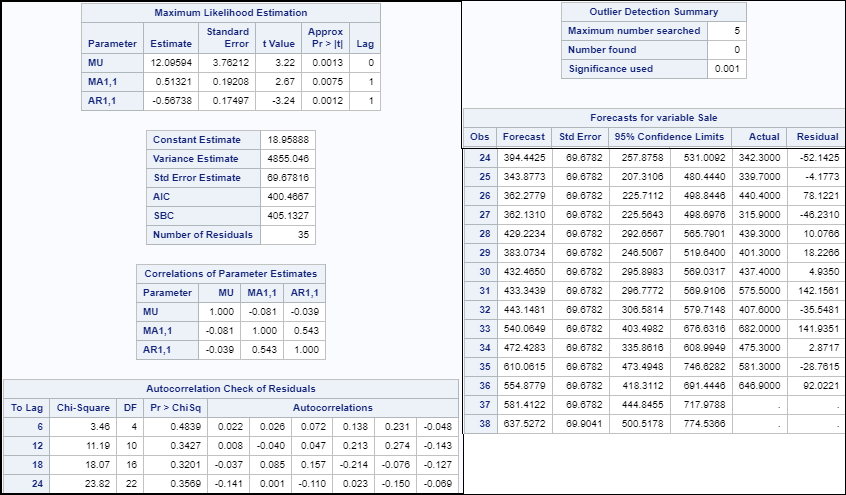 Maximum Likelihood Estimation
Parameter Estimate Standard Error t Value Approx Pr > |t| Lag
MU 12.09594 3.76212 3.22 0.0013 0
MA1,1 0.51321 0.19208 2.67 0.0075 1
AR1,1 -0.56738 0.17497 -3.24 0.0012 1
Constant Estimate 18.95888
Variance Estimate 4855.046
Std Error Estimate 69.67816
AIC 400.4667
SBC 405.1327
Number of Residuals 35
Correlations of Parameter Estimates
Parameter MU MA1,1 AR1,1
MU 1.000 -0.081 -0.039
MA1,1 -0.081 1.000 0.543
AR1,1 -0.039 0.543 1.000
Autocorrelation Check of Residuals
To Lag Chi-Square DF Pr > ChiSq Autocorrelations
6 3.46 4 0.4839 0.022 0.026 0.072 0.138 0.231 -0.048
12 11.19 10 0.3427 0.008 -0.040 0.047 0.213 0.274 -0.143
18 18.07 16 0.3201 -0.037 0.085 0.157 -0.214 -0.076 -0.127
24 23.82 22 0.3569 -0.141 0.001 -0.110 0.023 -0.150 -0.069
Outlier Detection Summary
Maximum number searched 5
Number found 0
Significance used 0.001
Forecasts for variable Sale
Obs Forecast Std Error 95% Confidence Limits Actual Residual
24 394.4425 69.6782 257.8758 531.0092 342.3000 -52.1425
25 343.8773 69.6782 207.3106 480.4440 339.7000 -4.1773
26 362.2779 69.6782 225.7112 498.8446 440.4000 78.1221
27 362.1310 69.6782 225.5643 498.6976 315.9000 -46.2310
28 429.2234 69.6782 292.6567 565.7901 439.3000 10.0766
29 383.0734 69.6782 246.5067 519.6400 401.3000 18.2266
30 432.4650 69.6782 295.8983 569.0317 437.4000 4.9350
31 433.3439 69.6782 296.7772 569.9106 575.5000 142.1561
32 443.1481 69.6782 306.5814 579.7148 407.6000 -35.5481
33 540.0649 69.6782 403.4982 676.6316 682.0000 141.9351
34 472.4283 69.6782 335.8616 608.9949 475.3000 2.8717
35 610.0615 69.6782 473.4948 746.6282 581.3000 -28.7615
36 554.8779 69.6782 418.3112 691.4446 646.9000 92.0221
37 581.4122 69.6782 444.8455 717.9788 . .
38 637.5272 69.9041 500.5178 774.5366 . .